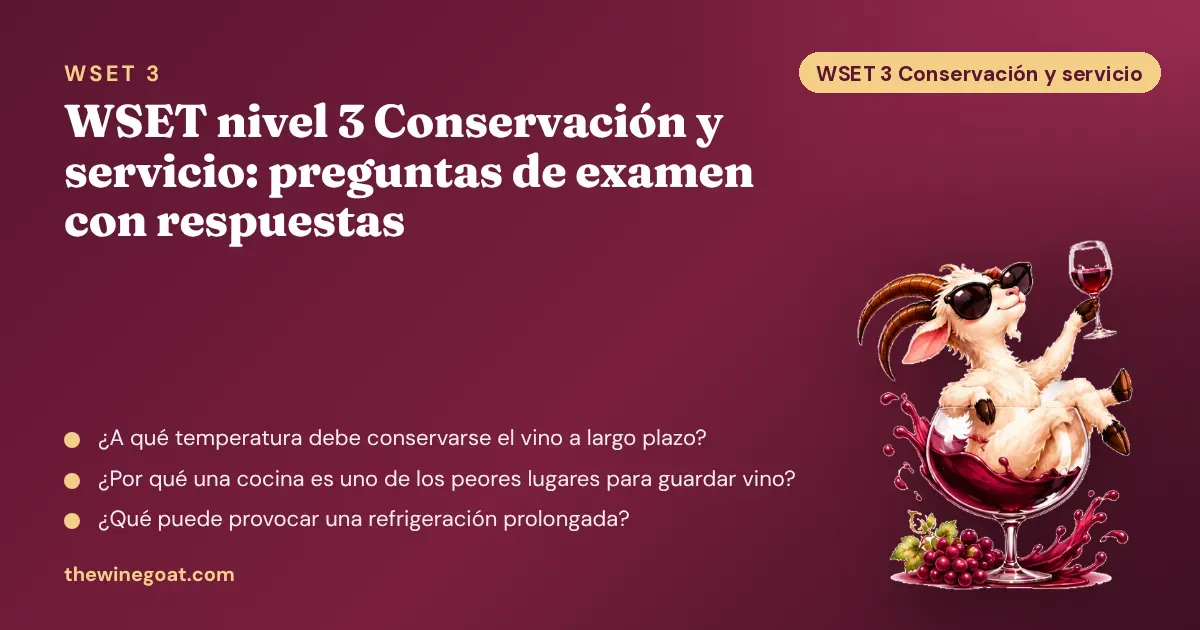 WSET 3
WSET 3 Conservación y servicio
WSET nivel 3 Conservación y
servicio: preguntas de examen
con respuestas
¿A qué temperatura debe conservarse el vino a largo plazo?
¿Por qué una cocina es uno de los peores lugares para guardar vino?
¿Qué puede provocar una refrigeración prolongada?
thewinegoat.com